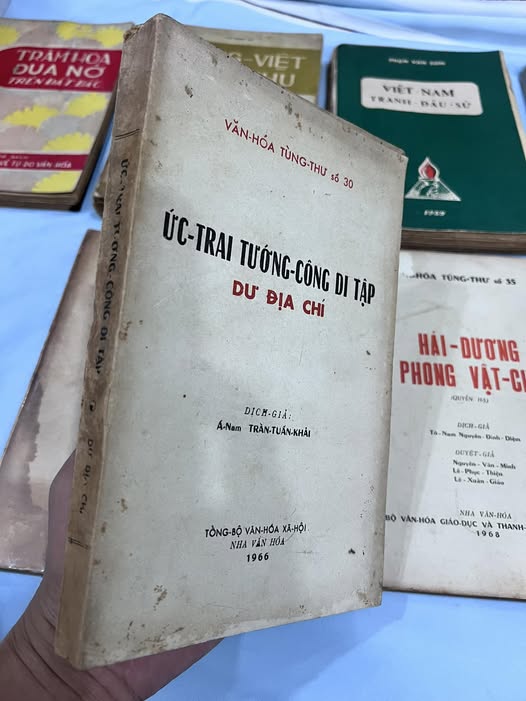 TRĂM HOA
ĐUA NỞ
TRÊN ĐẤT BẮC
VIỆT
PHẠM VĂN SƠN
VIỆT NAM
TRANH-ĐẤU-SỬ
1959
VĂN-HÓA TÙNG-THƯ số 30
ỨC-TRAI TƯỚNG-CÔNG DI TẬP
DƯ ĐỊA CHÍ
DỊCH-GIẢ:
Á-Nam TRẦN-TUẤN-KHẢI
TỔNG-BỘ VĂN-HÓA XÃ-HỘI
NHA VĂN HÓA
1966
ỨC-TRAI TƯỚNG CÔNG DI TẬP
DƯ ĐỊA CHÍ
HÓA TÙNG-THƯ số 35
HẢI-DƯƠNG
PHONG VẬT-CH
(QUYỂN HẠ)
DỊCH-GIẢ
Tô-Nam Nguyễn-Đình-Diệm
DUYỆT-GIẢ
Nguyễn-Văn-Minh
Lê-Phục-Thiện
Lê-Xuân-Giáo
NHA VĂN-HÓA
BỘ VĂN-HÓA GIÁO-DỤC VÀ THANH-
1968